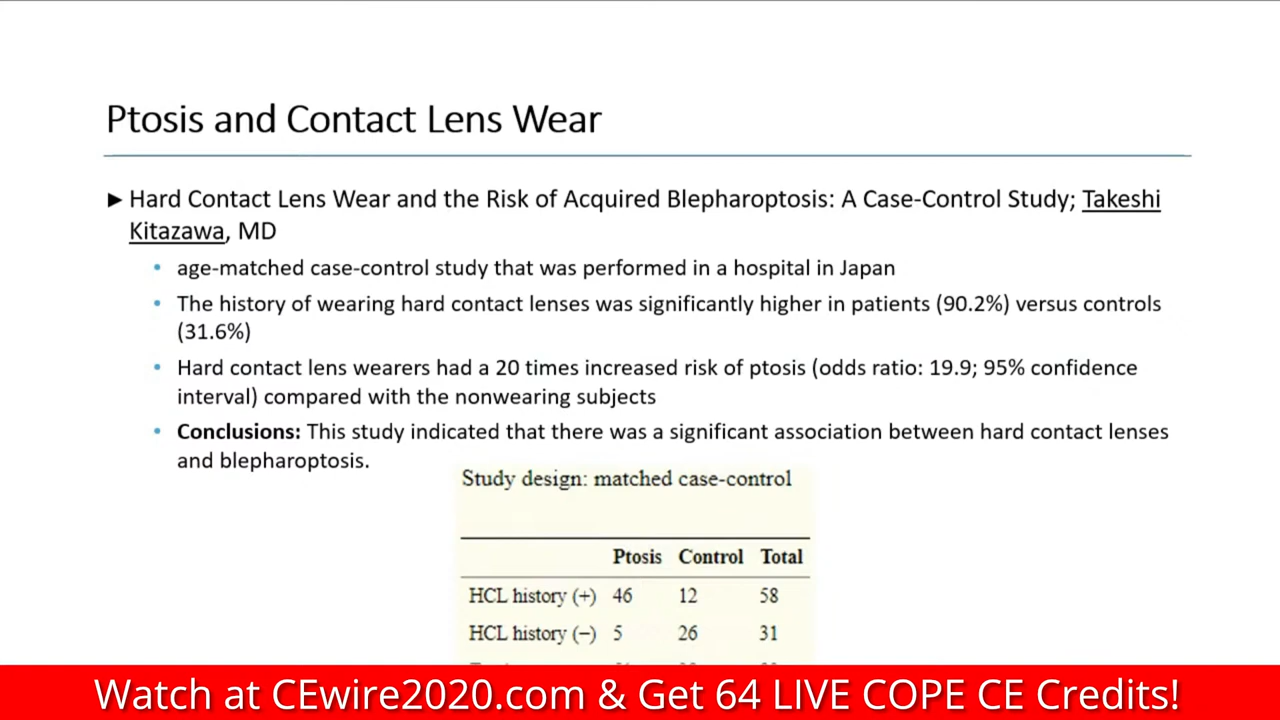 Ptosis and Contact Lens Wear
► Hard Contact Lens Wear and the Risk of Acquired Blepharoptosis: A Case-Control Study; Takeshi
Kitazawa, MD
• age-matched case-control study that was performed in a hospital in Japan
• The history of wearing hard contact lenses was significantly higher in patients (90.2%) versus controls
(31.6%)
• Hard contact lens wearers had a 20 times increased risk of ptosis (odds ratio: 19.9; 95% confidence
interval) compared with the nonwearing subjects
• Conclusions: This study indicated that there was a significant association between hard contact lenses
and blepharoptosis.
Study design: matched case-control
Ptosis Control Total
HCL history (+) 46 12 58
HCL history (−) 5 26 31
Watch at CEwire2020.com & Get 64 LIVE COPE CE Credits!